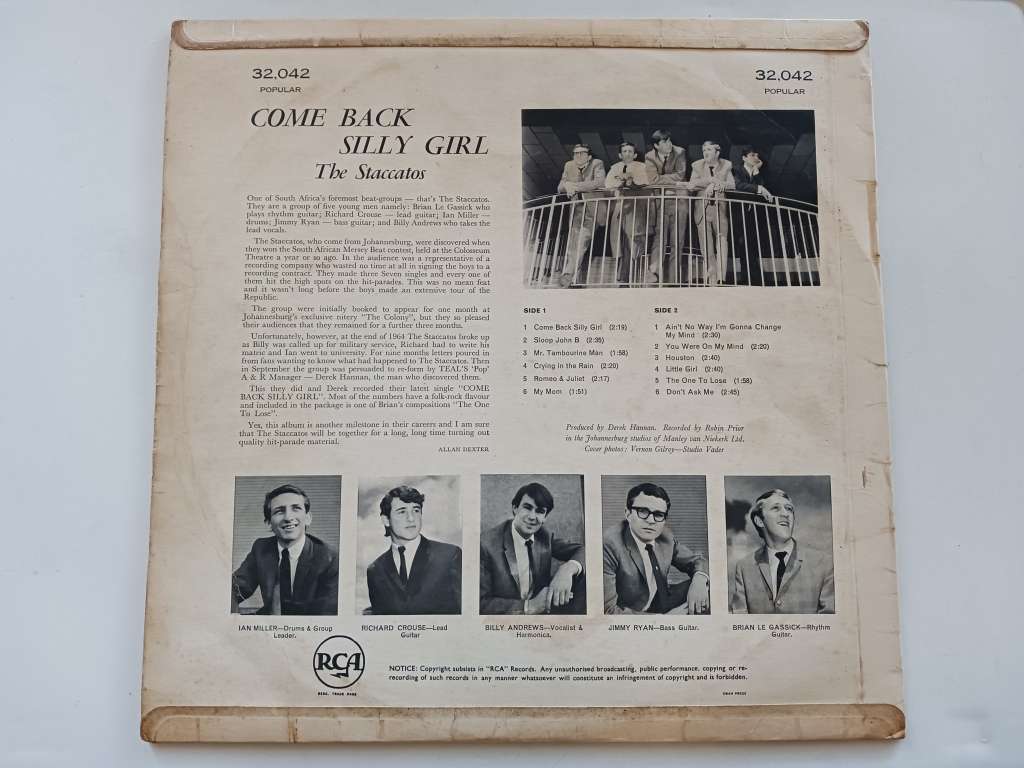 32,042
POPULAR
32,042
POPULAR
COME BACK
SILLY GIRL
The Staccatos
One of South Africa's foremost beat-groups — that's The Staccatos.
They are a group of five young men namely: Brian Le Gassick who
plays rhythm guitar; Richard Crouse — lead guitar; Ian Miller —
drums; Jimmy Ryan — bass guitar; and Billy Andrews who takes the
lead vocals.
The Staccatos, who come from Johannesburg, were discovered when
they won the South African Mersey Beat contest, held at the Colosseum
Theatre a year or so ago. In the audience was a representative of a
recording company who wasted no time at all in signing the boys to a
recording contract. They made three Seven singles and every one of
them hit the high spots on the hit-parades. This was no mean feat
and it wasn't long before the boys made an extensive tour of the
Republic.
The group were initially booked to appear for one month at
Johannesburg's exclusive nitery "The Colony", but they so pleased
their audiences that they remained for a further three months.
Unfortunately, however, at the end of 1964 The Staccatos broke up
as Billy was called up for military service, Richard had to write his
matric and Ian went to university. For nine months letters poured in
from fans wanting to know what had happened to The Staccatos. Then
in September the group was persuaded to re-form by TEAL'S 'Pop'
A & R Manager — Derek Hannan, the man who discovered them.
This they did and Derek recorded their latest single "COME
BACK SILLY GIRL". Most of the numbers have a folk-rock flavour
and included in the package is one of Brian's compositions "The One
To Lose".
Yes, this album is another milestone in their careers and I am sure
that The Staccatos will be together for a long, long time turning out
quality hit-parade material.
ALLAN DEXTER
SIDE 1
1 Come Back Silly Girl (2:19)
2 Sloop John B (2:35)
3 Mr. Tambourine Man (1:58)
4 Crying in the Rain (2:20)
5 Romeo & Juliet (2:17)
6 My Mom (1:51)
SIDE 2
1 Ain't No Way I'm Gonna Change
My Mind (2:30)
2 You Were On My Mind (2:20)
3 Houston (2:40)
4 Little Girl (2:40)
5 The One To Lose (1:58)
6 Don't Ask Me (2:45)
Produced by Derek Hannan. Recorded by Robin Prior
in the Johannesburg studios of Manley van Niekerk Ltd.
Cover photos: Vernon Gilroy—Studio Vader
IAN MILLER—Drums & Group
Leader.
RICHARD CROUSE—Lead
Guitar
BILLY ANDREWS—Vocalist &
Harmonica.
JIMMY RYAN—Bass Guitar.
BRIAN LE GASSICK—Rhythm
Guitar.
RCA
REGD. TRADE MARK
NOTICE: Copyright subsists in "RCA" Records. Any unauthorised broadcasting, public performance, copying or re-
recording of such records in any manner whatsoever will constitute an infringement of copyright and is forbidden.